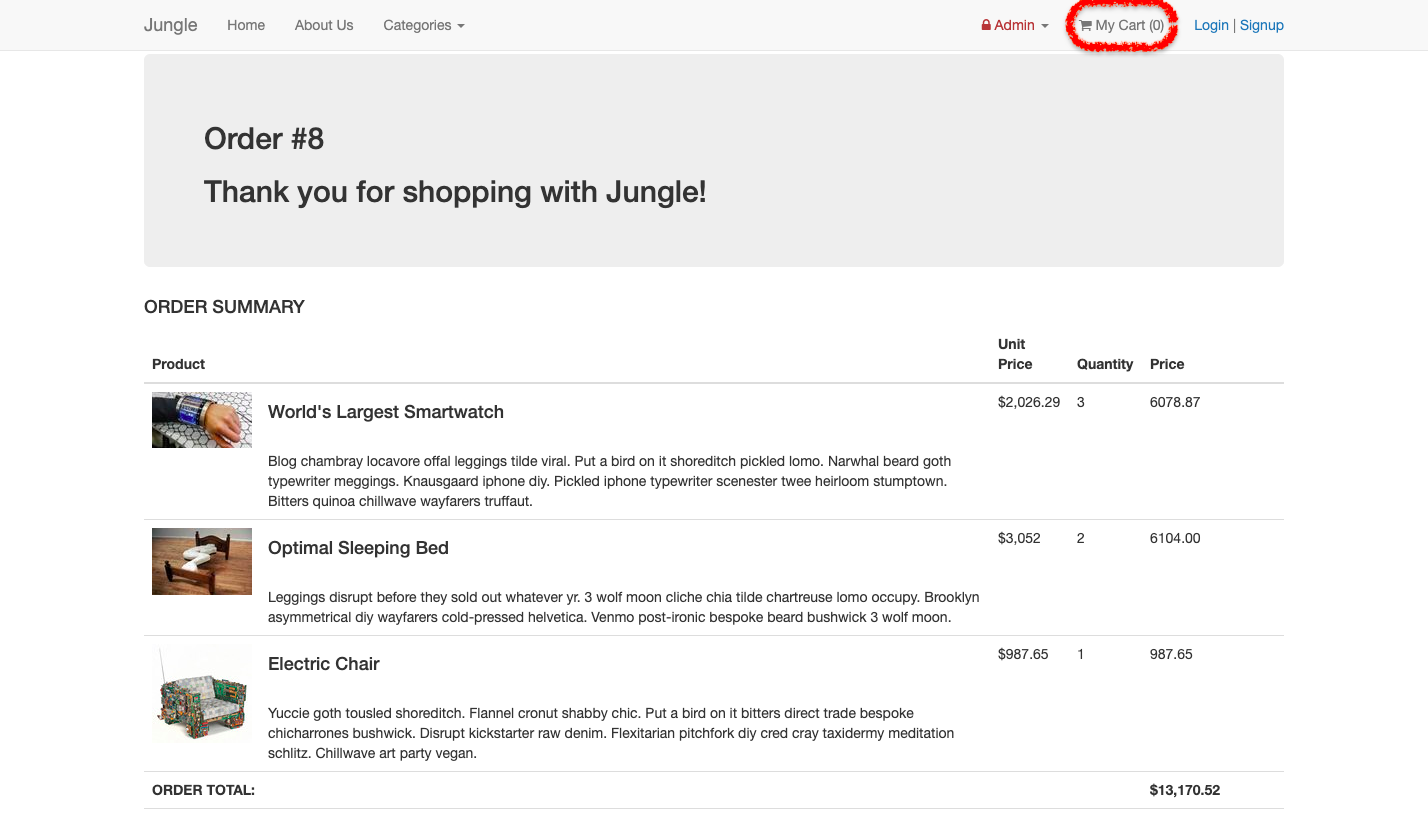 Jungle Home About Us Categories Admin My Cart (0) Login | Signup
Order #8
Thank you for shopping with Jungle!
ORDER SUMMARY
Product Unit Price Quantity Price
World's Largest Smartwatch $2,026.29 3 6078.87
Blog chambray locavore offal leggings tilde viral. Put a bird on it shoreditch pickled lomo. Narwhal beard goth
typewriter meggings. Knausgaard iphone diy. Pickled iphone typewriter scenester twee heirloom stumptown.
Bitters quinoa chillwave wayfarers truffaut.
Optimal Sleeping Bed $3,052 2 6104.00
Leggings disrupt before they sold out whatever yr. 3 wolf moon cliche chia tilde chartreuse lomo occupy. Brooklyn
asymmetrical diy wayfarers cold-pressed helvetica. Venmo post-ironic bespoke beard bushwick 3 wolf moon.
Electric Chair $987.65 1 987.65
Yuccie goth tousled shoreditch. Flannel cronut shabby chic. Put a bird on it bitters direct trade bespoke
chicharrones bushwick. Disrupt kickstarter raw denim. Flexitarian pitchfork diy cred cray taxidermy meditation
schlitz. Chillwave art party vegan.
ORDER TOTAL: $13,170.52